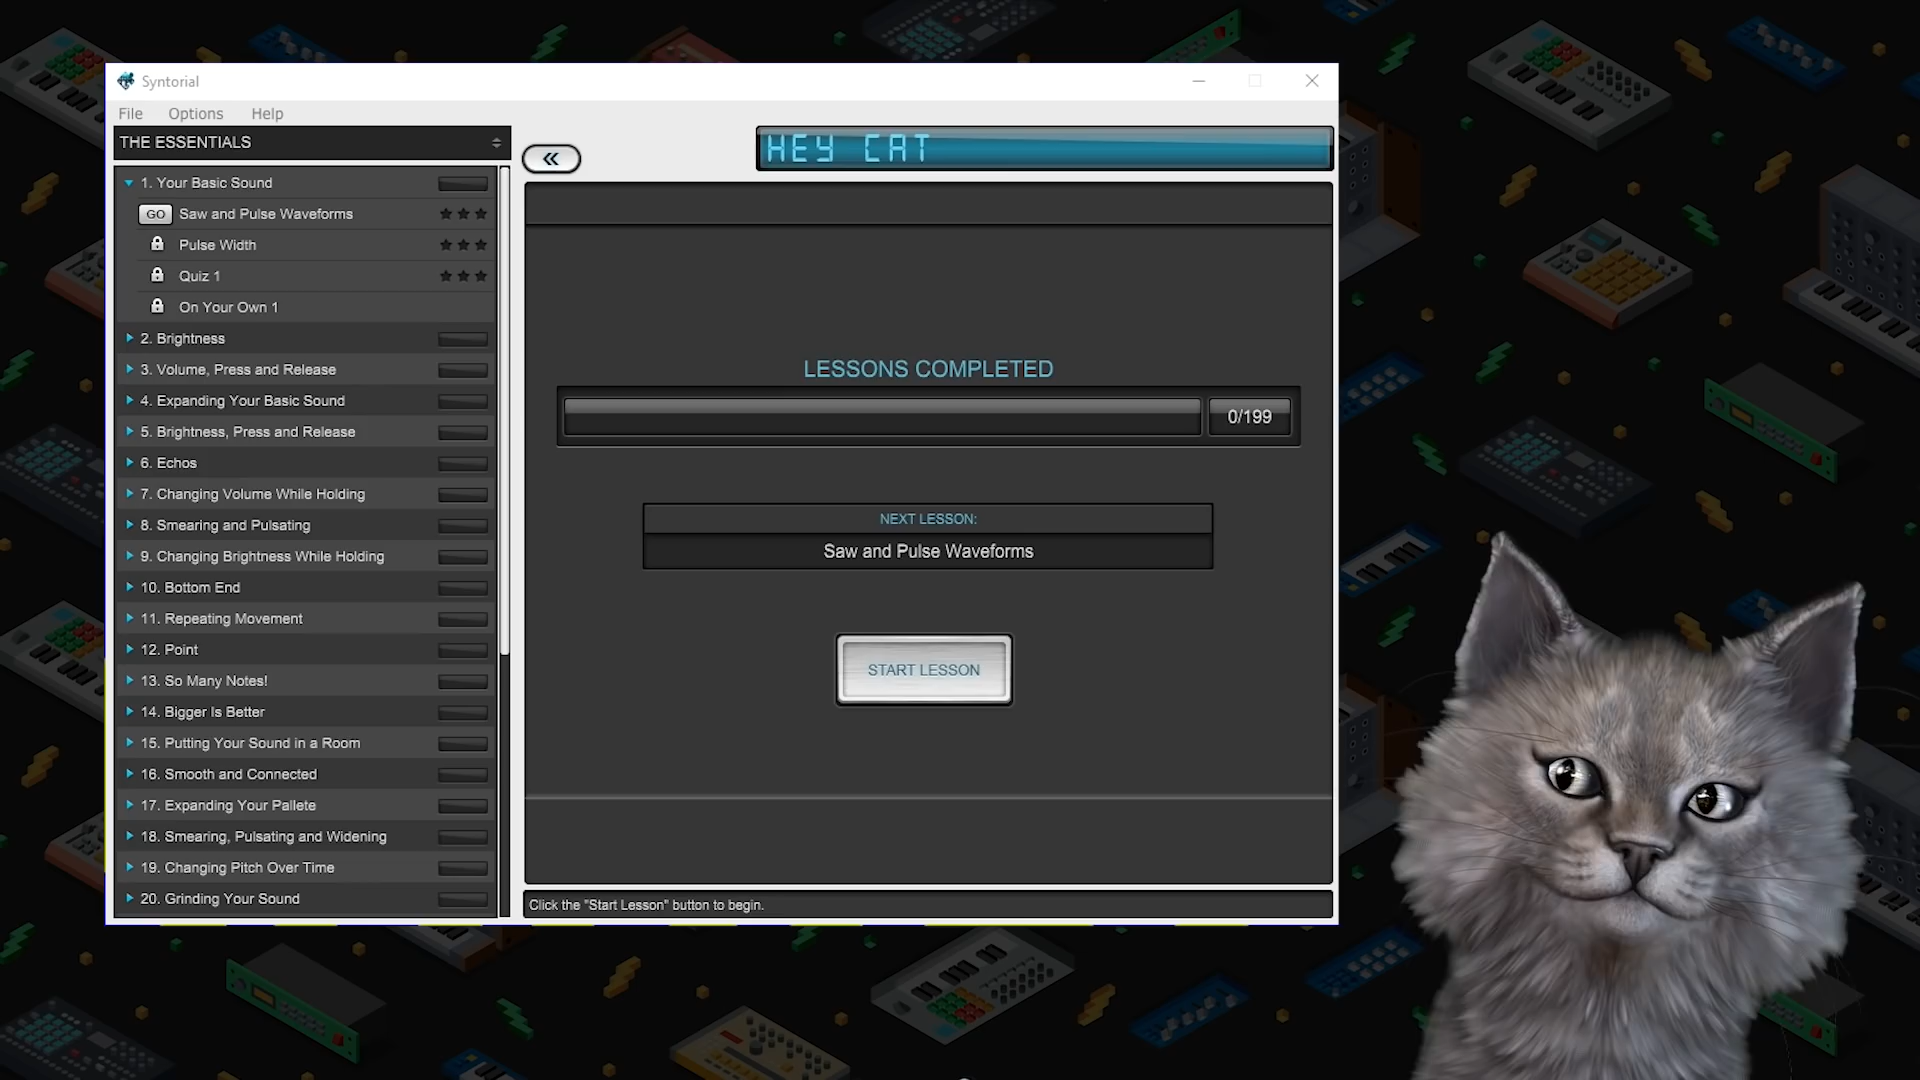 Syntorial
File Options Help
THE ESSENTIALS
HEY CAT
1. Your Basic Sound
GO Saw and Pulse Waveforms
Pulse Width
Quiz 1
On Your Own 1
2. Brightness
3. Volume, Press and Release
4. Expanding Your Basic Sound
5. Brightness, Press and Release
6. Echos
7. Changing Volume While Holding
8. Smearing and Pulsating
9. Changing Brightness While Holding
10. Bottom End
11. Repeating Movement
12. Point
13. So Many Notes!
14. Bigger Is Better
15. Putting Your Sound in a Room
16. Smooth and Connected
17. Expanding Your Pallete
18. Smearing, Pulsating and Widening
19. Changing Pitch Over Time
20. Grinding Your Sound
LESSONS COMPLETED
0/199
NEXT LESSON:
Saw and Pulse Waveforms
START LESSON
Click the "Start Lesson" button to begin.